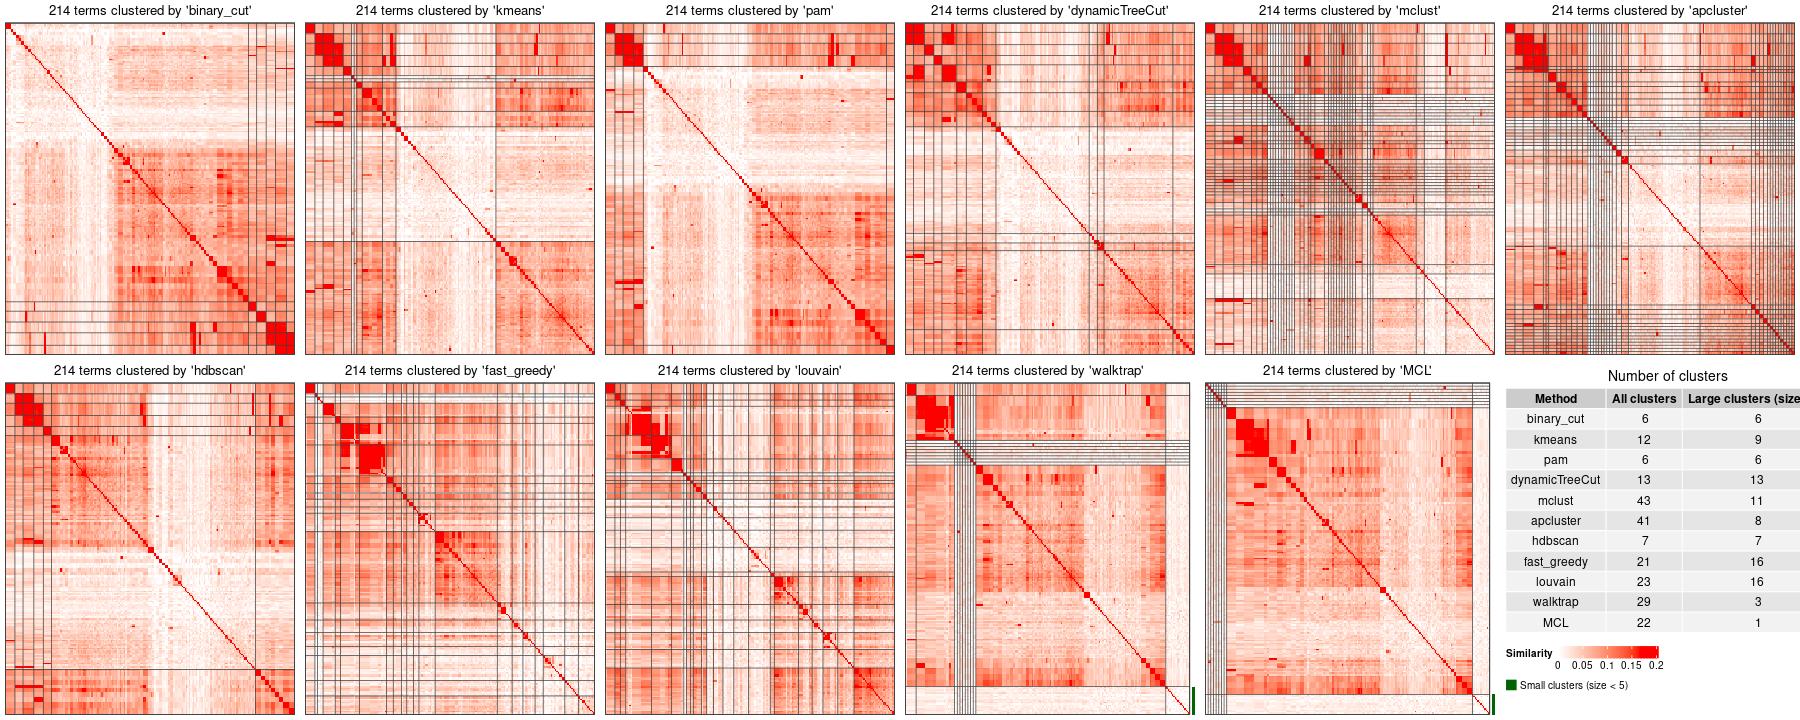 214 terms clustered by 'binary_cut'
214 terms clustered by 'kmeans'
214 terms clustered by 'pam'
214 terms clustered by 'dynamicTreeCut'
214 terms clustered by 'mclust'
214 terms clustered by 'apcluster'
214 terms clustered by 'hdbscan'
214 terms clustered by 'fast_greedy'
214 terms clustered by 'louvain'
214 terms clustered by 'walktrap'
214 terms clustered by 'MCL'
Number of clusters
Method All clusters Large clusters (size
binary_cut 6 6
kmeans 12 9
pam 6 6
dynamicTreeCut 13 13
mclust 43 11
apcluster 41 8
hdbscan 7 7
fast_greedy 21 16
louvain 23 16
walktrap 29 3
MCL 22 1
Similarity
0 0.05 0.1 0.15 0.2
Small clusters (size < 5)